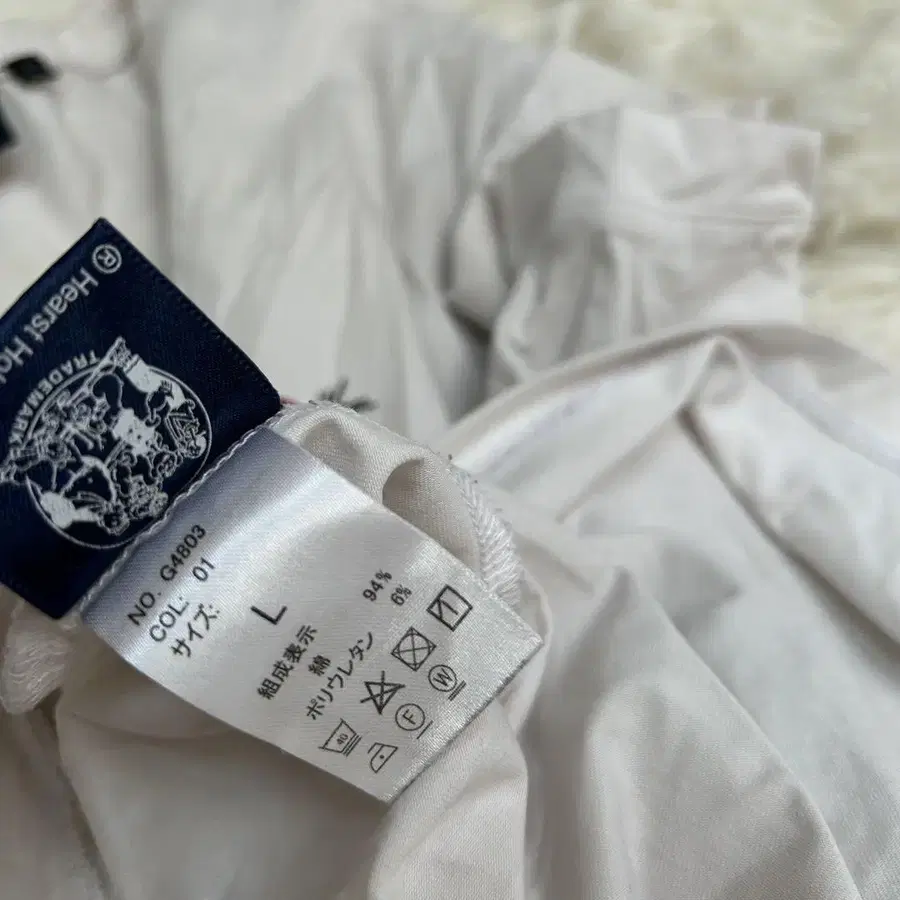 ® Hearst
TRADEMARK
NO. G4803
COL: 01
サイズ:
L
組成表示
綿 94%
ポリウレタン 6%
40
F
W